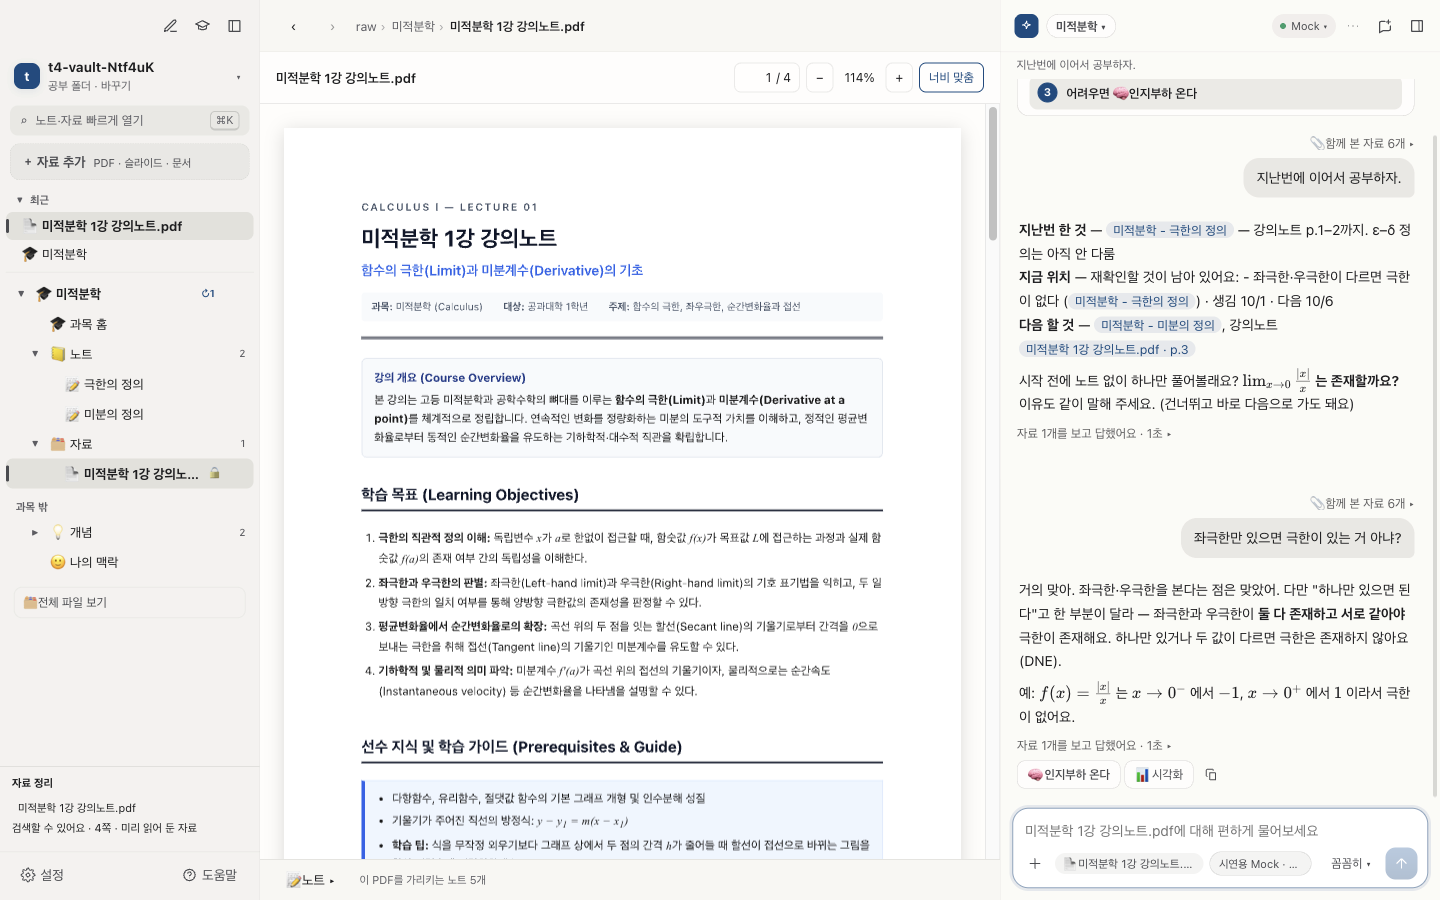 t4-vault-Ntf4uK
공부 폴더 · 바꾸기
노트·자료 빠르게 열기 ⌘K
+ 자료 추가 PDF · 슬라이드 · 문서
최근
미적분학 1강 강의노트.pdf
미적분학
미적분학 1
과목 홈
노트 2
극한의 정의
미분의 정의
자료 1
미적분학 1강 강의노...
과목 밖
개념 2
나의 맥락
전체 파일 보기
자료 정리
미적분학 1강 강의노트.pdf
검색할 수 있어요 · 4쪽 · 미리 읽어 둔 자료
설정 도움말
raw › 미적분학 › 미적분학 1강 강의노트.pdf
미적분학 1강 강의노트.pdf 1 / 4 − 114% + 너비 맞춤
CALCULUS I — LECTURE 01
미적분학 1강 강의노트
함수의 극한(Limit)과 미분계수(Derivative)의 기초
과목: 미적분학 (Calculus) 대상: 공과대학 1학년 주제: 함수의 극한, 좌우극한, 순간변화율과 접선
강의 개요 (Course Overview)
본 강의는 고등 미적분학과 공학수학의 뼈대를 이루는 함수의 극한(Limit)과 미분계수(Derivative at a
point)를 체계적으로 정립합니다. 연속적인 변화를 정량화하는 미분의 도구적 가치를 이해하고, 정적인 평균변
화율로부터 동적인 순간변화율을 유도하는 기하학적·대수적 직관을 확립합니다.
학습 목표 (Learning Objectives)
1. 극한의 직관적 정의 이해: 독립변수 x가 a로 한없이 접근할 때, 함숫값 f(x)가 목표값 L에 접근하는 과정과 실제 함
숫값 f(a)의 존재 여부 간의 독립성을 이해한다.
2. 좌극한과 우극한의 판별: 좌극한(Left-hand limit)과 우극한(Right-hand limit)의 기호 표기법을 익히고, 두 일
방향 극한의 일치 여부를 통해 양방향 극한값의 존재성을 판정할 수 있다.
3. 평균변화율에서 순간변화율로의 확장: 곡선 위의 두 점을 잇는 할선(Secant line)의 기울기로부터 간격을 0으로
보내는 극한을 취해 접선(Tangent line)의 기울기인 미분계수를 유도할 수 있다.
4. 기하학적 및 물리적 의미 파악: 미분계수 f′(a)가 곡선 위의 접선의 기울기이자, 물리적으로는 순간속도
(Instantaneous velocity) 등 순간변화율을 나타냄을 설명할 수 있다.
선수 지식 및 학습 가이드 (Prerequisites & Guide)
• 다항함수, 유리함수, 절댓값 함수의 기본 그래프 개형 및 인수분해 성질
• 기울기가 주어진 직선의 방정식: y − y₁ = m(x − x₁)
• 학습 팁: 식을 무작정 외우기보다 그래프 상에서 두 점의 간격 h가 줄어들 때 할선이 접선으로 바뀌는 그림을
노트 ▸ 이 PDF를 가리키는 노트 5개
미적분학 ▾ Mock ▾ ···
지난번에 이어서 공부하자.
3 어려우면 🧠인지부하 온다
📎함께 본 자료 6개 ▸
지난번에 이어서 공부하자.
지난번 한 것 — 미적분학 - 극한의 정의 — 강의노트 p.1–2까지. ε–δ 정
의는 아직 안 다룸
지금 위치 — 재확인할 것이 남아 있어요: - 좌극한·우극한이 다르면 극한
이 없다 ( 미적분학 - 극한의 정의 ) · 생김 10/1 · 다음 10/6
다음 할 것 — 미적분학 - 미분의 정의 , 강의노트
미적분학 1강 강의노트.pdf · p.3
시작 전에 노트 없이 하나만 풀어볼래요? lim x→0 |x|/x 는 존재할까요?
이유도 같이 말해 주세요. (건너뛰고 바로 다음으로 가도 돼요)
자료 1개를 보고 답했어요 · 1초 ▸
📎함께 본 자료 6개 ▸
좌극한만 있으면 극한이 있는 거 아냐?
거의 맞아. 좌극한·우극한을 본다는 점은 맞았어. 다만 "하나만 있으면 된
다"고 한 부분이 달라 — 좌극한과 우극한이 둘 다 존재하고 서로 같아야
극한이 존재해요. 하나만 있거나 두 값이 다르면 극한은 존재하지 않아요
(DNE).
예: f(x) = |x|/x 는 x → 0⁻ 에서 −1, x → 0⁺ 에서 1 이라서 극한
이 없어요.
자료 1개를 보고 답했어요 · 1초 ▸
🧠인지부하 온다 📊 시각화
미적분학 1강 강의노트.pdf에 대해 편하게 물어보세요
+ 미적분학 1강 강의노트.... 시연용 Mock · ... 꼼꼼히 ▾